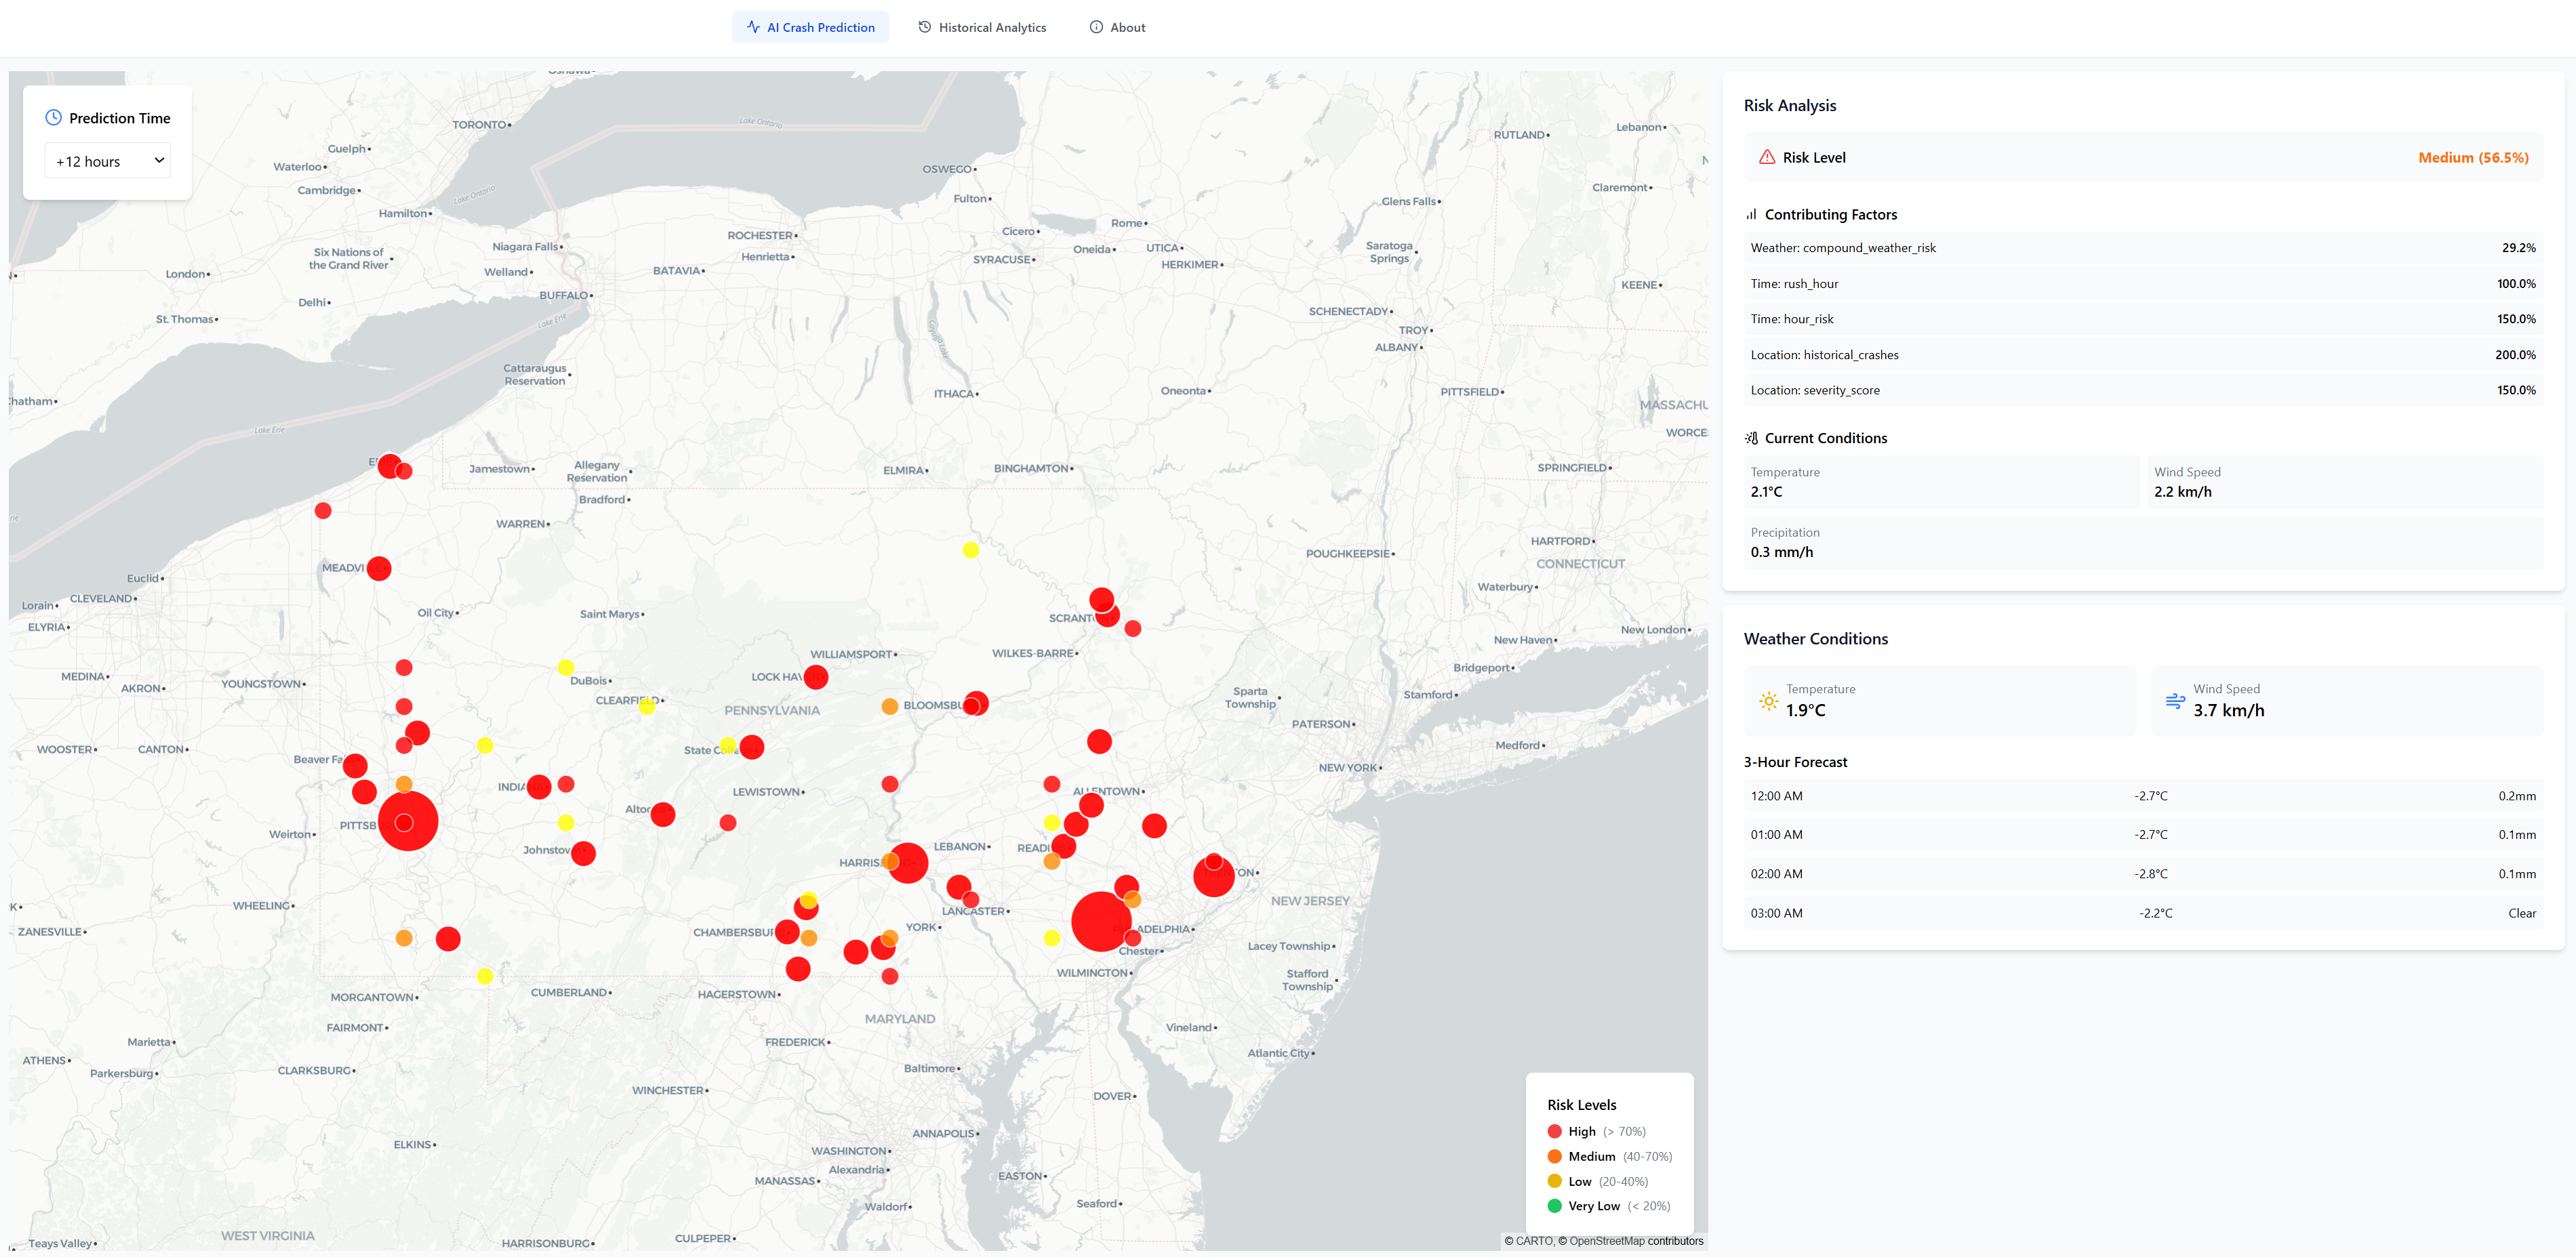 AI Crash Prediction
Historical Analytics
About
Prediction Time
+12 hours
TORONTO
Guelph
Waterloo
Cambridge
Hamilton
Lake Ontario
Lake Ontario
OSWEGO
Fulton
RUTLAND
Lebanon
Claremont
Glens Falls
Niagara Falls
Six Nations of
the Grand River
London
Welland
Delhi
BUFFALO
St. Thomas
Lake Erie
ROCHESTER
Henrietta
BATAVIA
Cicero
Rome
Oneida
UTICA
SYRACUSE
HERKIMER
Saratoga
Springs
KEENE
SCHENECTADY
TROY
ALBANY
Cayuga Lake
Cattaraugus
Reservation
ITHACA
Oneonta
PITTSFIELD
MASSACHU
WORCE
hatham
Lake Erie
Jamestown
Allegany
Reservation
Bradford
ELMIRA
BINGHAMTON
SPRINGFIELD
WARREN
HARTFORD
POUGHKEEPSIE
CONNECTICUT
Waterbury
MEADVI
Euclid
CLEVELAND
Lorain
ELYRIA
Oil City
Saint Marys
SCRANT
New London
New Haven
WILLIAMSPORT
WILKES-BARRE
Bridgeport
MEDINA
AKRON
YOUNGSTOWN
DuBois
LOCK HA
CLEARFIELD
PENNSYLVANIA
BLOOMSBU
Sparta
Township
Stamford
PATERSON
WOOSTER
CANTON
Beaver Fa
State Co
Medford
NEW YORK
INDI
LEWISTOWN
ALLENTOWN
Alto
Weirton
PITTSB
Johnstow
HARRIS
LEBANON
READI
TON
WHEELING
ZANESVILLE
CHAMBERSBU
LANCASTER
YORK
ADELPHIA
Chester
NEW JERSEY
Lacey Township
WILMINGTON
Stafford
Township
MORGANTOWN
CUMBERLAND
HAGERSTOWN
MARYLAND
FAIRMONT
Vineland
Marietta
ATHENS
Parkersburg
CLARKSBURG
FREDERICK
Baltimore
Atlantic City
WINCHESTER
DOVER
ELKINS
ANNAPOLIS
WASHINGTON
Alexandria
MANASSAS
EASTON
Waldorf
Seaford
WEST VIRGINIA
Teays Valley
HARRISONBURG
CULPEPER
Risk Levels
High (> 70%)
Medium (40-70%)
Low (20-40%)
Very Low (< 20%)
© CARTO, © OpenStreetMap contributors
Risk Analysis
Risk Level Medium (56.5%)
Contributing Factors
Weather: compound_weather_risk 29.2%
Time: rush_hour 100.0%
Time: hour_risk 150.0%
Location: historical_crashes 200.0%
Location: severity_score 150.0%
Current Conditions
Temperature
2.1°C
Wind Speed
2.2 km/h
Precipitation
0.3 mm/h
Weather Conditions
Temperature
1.9°C
Wind Speed
3.7 km/h
3-Hour Forecast
12:00 AM -2.7°C 0.2mm
01:00 AM -2.7°C 0.1mm
02:00 AM -2.8°C 0.1mm
03:00 AM -2.2°C Clear